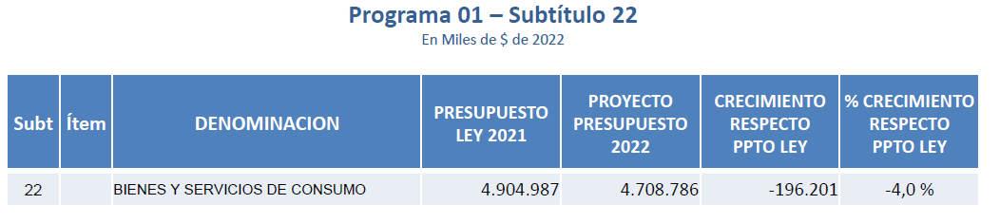 Programa 01 – Subtítulo 22
En Miles de $ de 2022
Subt Ítem DENOMINACION PRESUPUESTO LEY 2021 PROYECTO PRESUPUESTO 2022 CRECIMIENTO RESPECTO PPTO LEY % CRECIMIENTO RESPECTO PPTO LEY
22 BIENES Y SERVICIOS DE CONSUMO 4.904.987 4.708.786 -196.201 -4,0 %